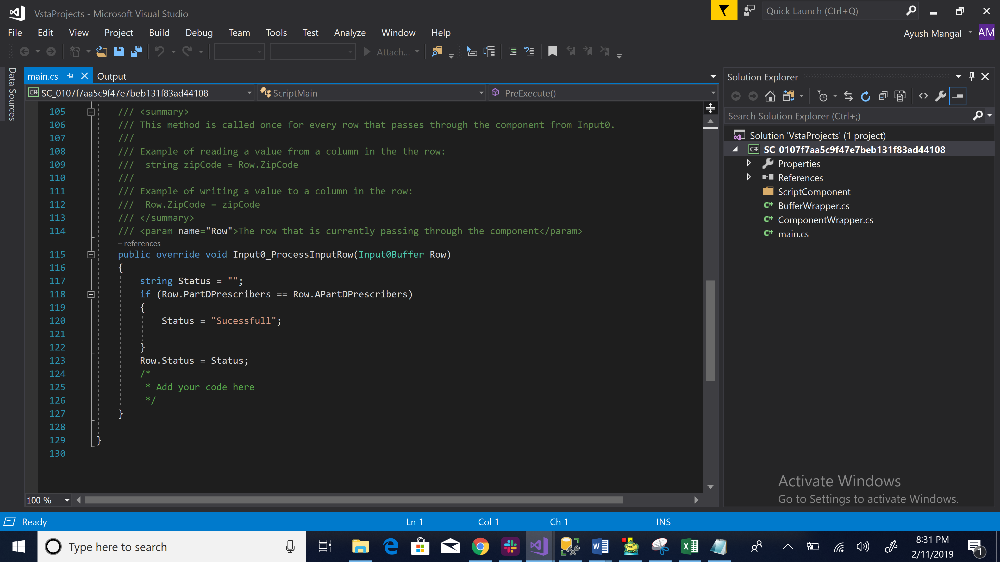 VstaProjects - Microsoft Visual Studio
Quick Launch (Ctrl+Q)
File Edit View Project Build Debug Team Tools Test Analyze Window Help
Ayush Mangal AM
Attach...
Data Sources
main.cs Output
SC_0107f7aa5c9f47e7beb131f83ad44108 ScriptMain PreExecute()
105 /// <summary>
106 /// This method is called once for every row that passes through the component from Input0.
107 ///
108 /// Example of reading a value from a column in the the row:
109 ///  string zipCode = Row.ZipCode
110 ///
111 /// Example of writing a value to a column in the row:
112 ///  Row.ZipCode = zipCode
113 /// </summary>
114 /// <param name="Row">The row that is currently passing through the component</param>
– references
115 public override void Input0_ProcessInputRow(Input0Buffer Row)
116 {
117 string Status = "";
118 if (Row.PartDPrescribers == Row.APartDPrescribers)
119 {
120 Status = "Sucessfull";
121
122 }
123 Row.Status = Status;
124 /*
125 * Add your code here
126 */
127 }
128
129 }
130
100 %
Solution Explorer
Search Solution Explorer (Ctrl+;)
Solution 'VstaProjects' (1 project)
C# SC_0107f7aa5c9f47e7beb131f83ad44108
Properties
References
ScriptComponent
C# BufferWrapper.cs
C# ComponentWrapper.cs
C# main.cs
Activate Windows
Go to Settings to activate Windows.
Ready Ln 1 Col 1 Ch 1 INS
Type here to search
8:31 PM
2/11/2019
1